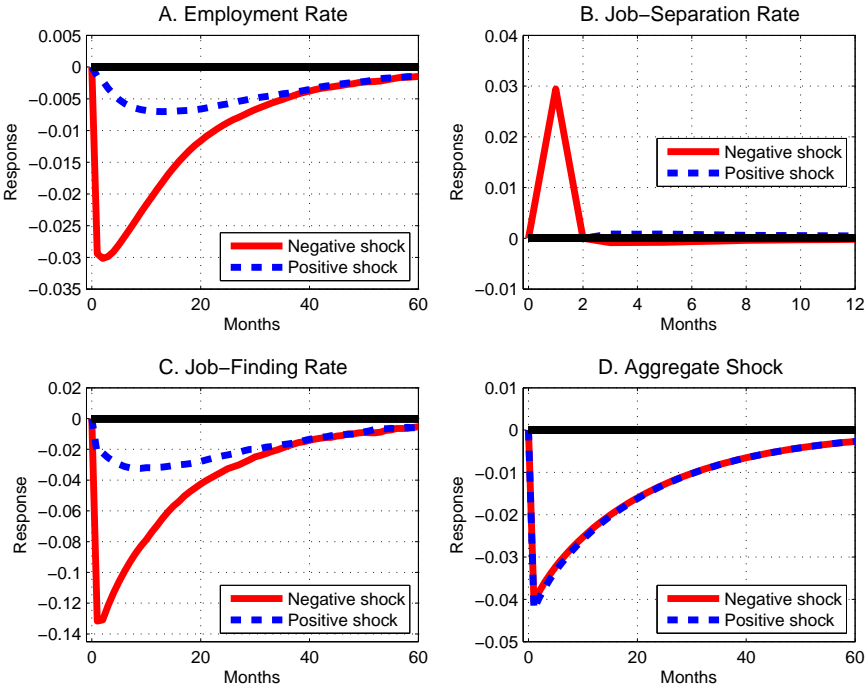 A. Employment Rate
0.005
0
−0.005
−0.01
−0.015
−0.02
−0.025
−0.03
−0.035
Response
0
20
40
60
Months
Negative shock
Positive shock
B. Job−Separation Rate
0.04
0.03
0.02
0.01
0
−0.01
Response
0
2
4
6
8
10
12
Months
Negative shock
Positive shock
C. Job−Finding Rate
0.02
0
−0.02
−0.04
−0.06
−0.08
−0.1
−0.12
−0.14
Response
0
20
40
60
Months
Negative shock
Positive shock
D. Aggregate Shock
0.01
0
−0.01
−0.02
−0.03
−0.04
−0.05
Response
0
20
40
60
Months
Negative shock
Positive shock